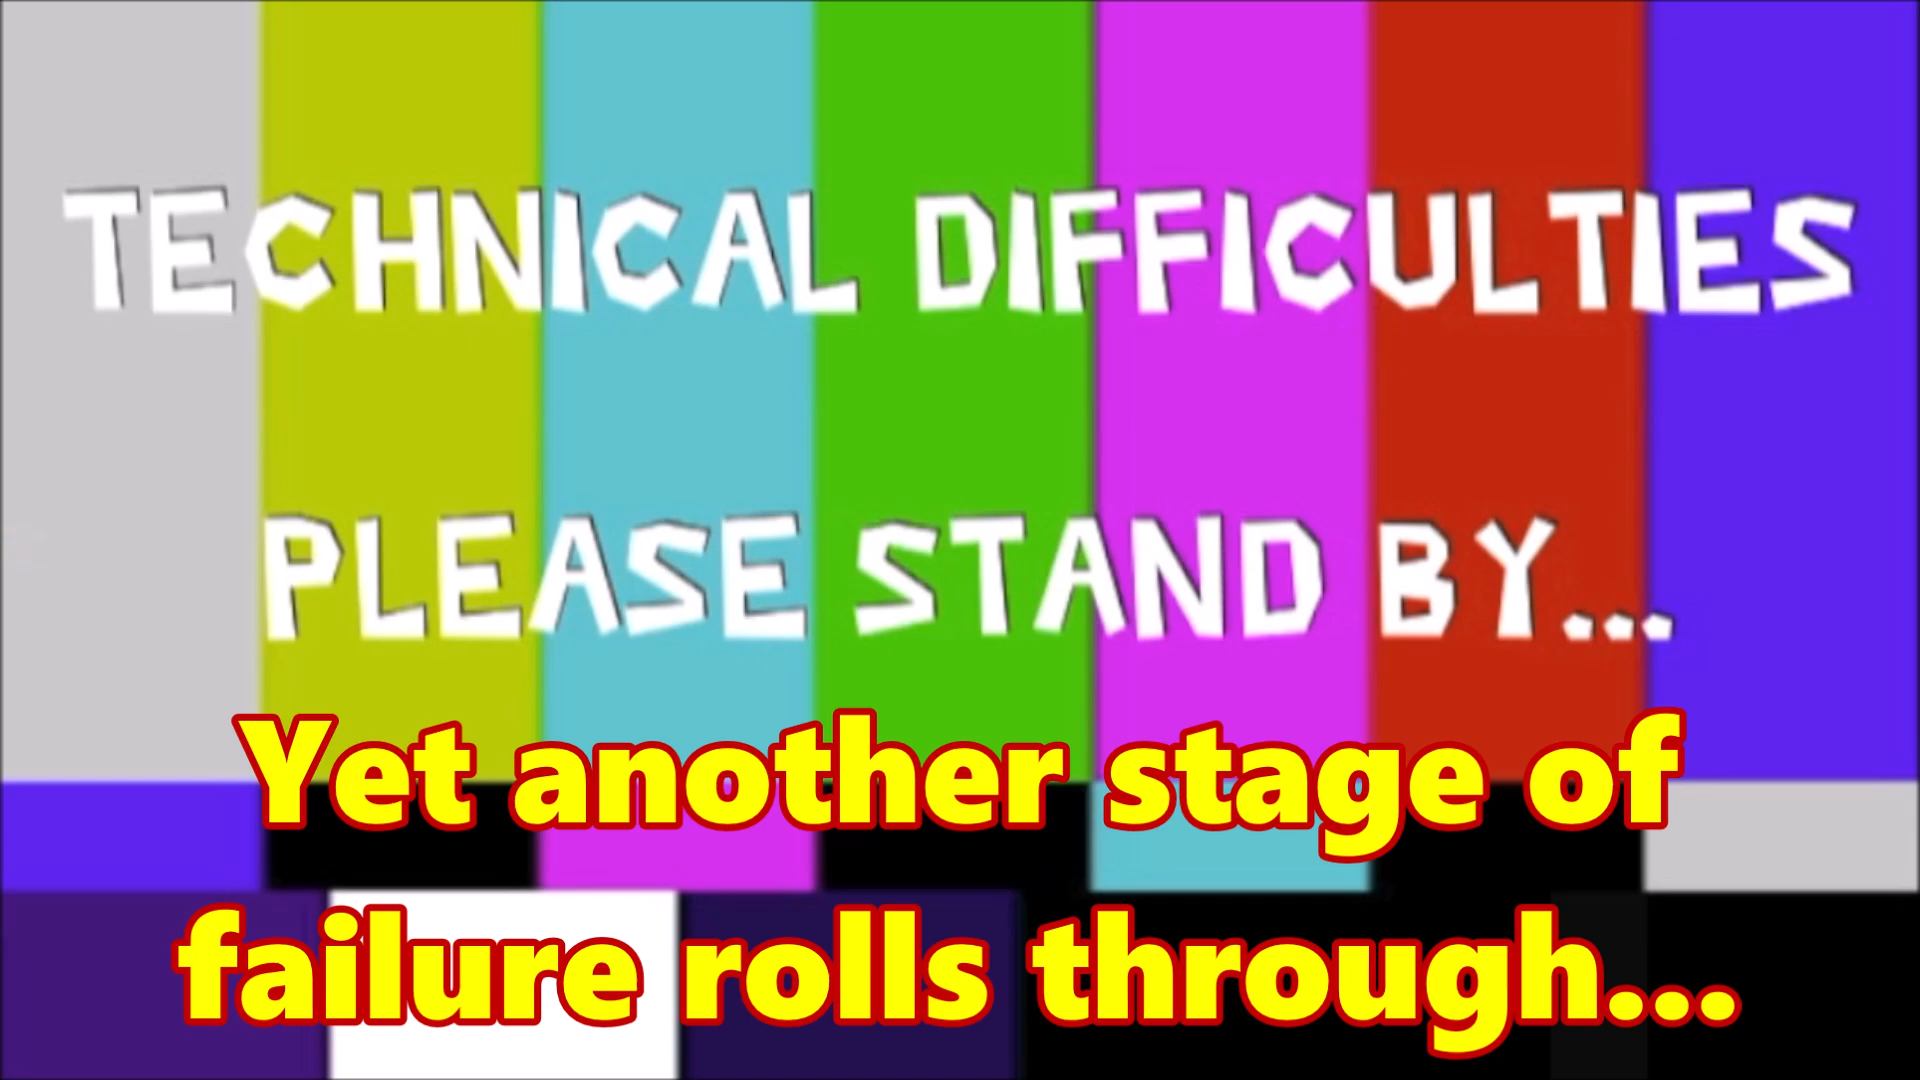 TECHNICAL DIFFICULTIES
PLEASE STAND BY...
Yet another stage of
failure rolls through...